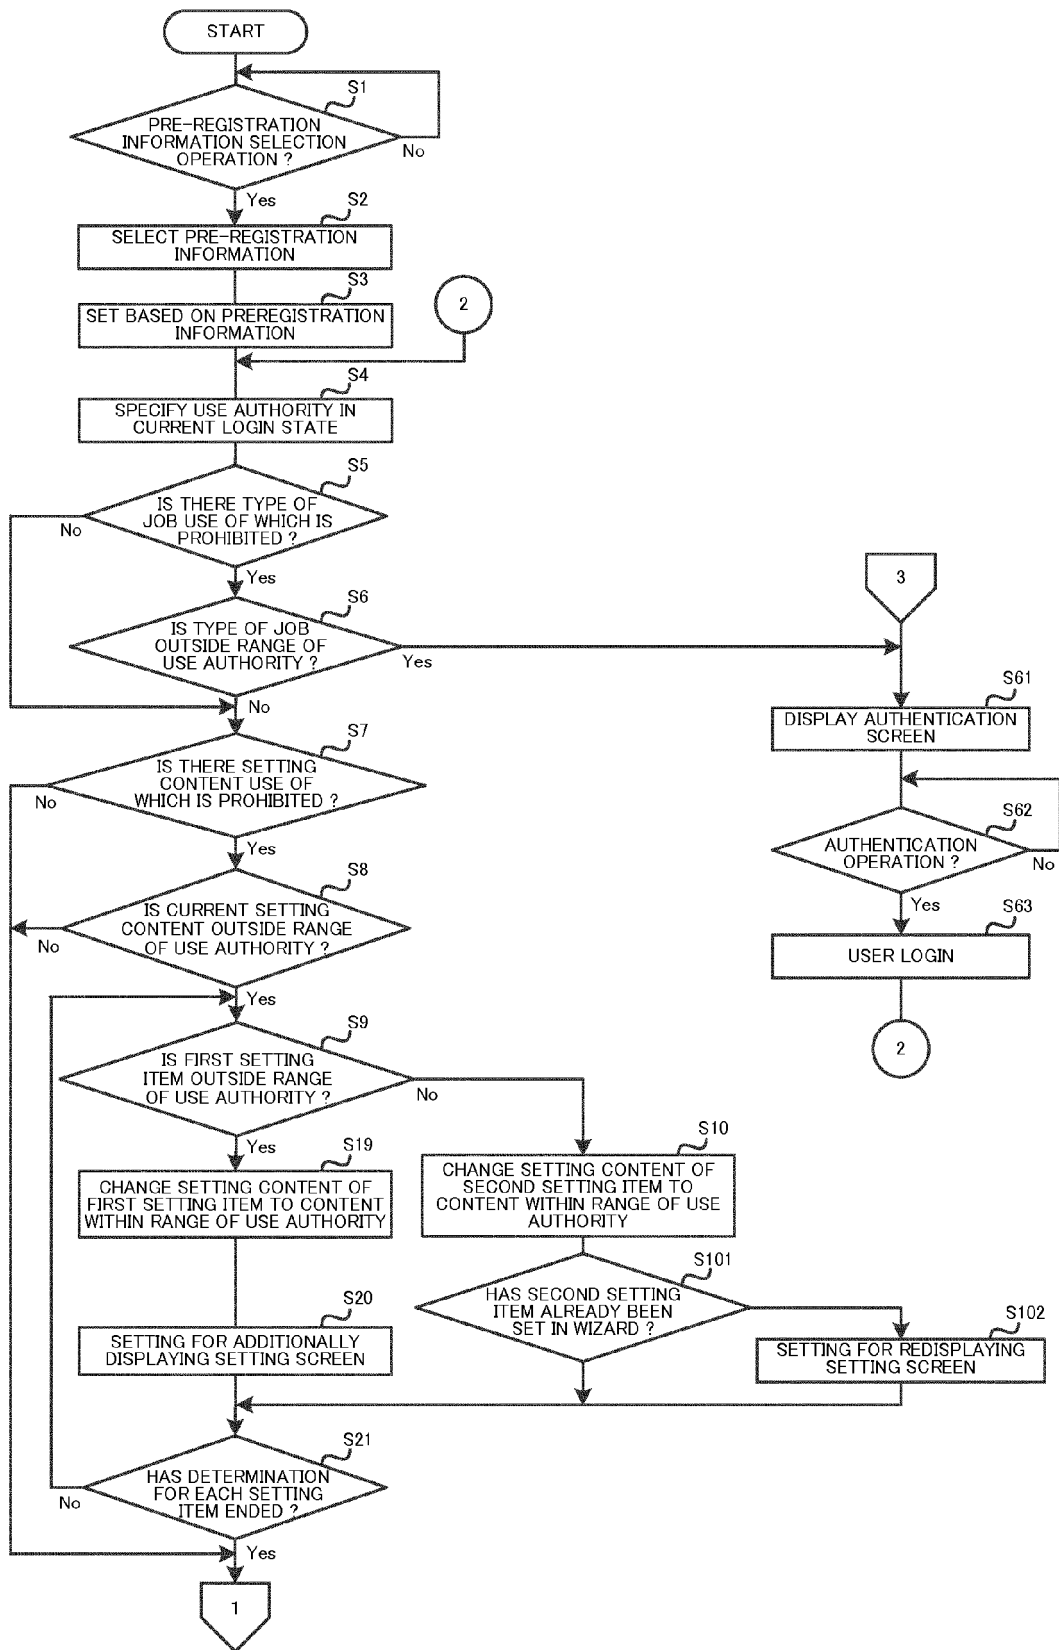 START
S1
PRE-REGISTRATION
INFORMATION SELECTION
OPERATION ?
No
Yes
S2
SELECT PRE-REGISTRATION
INFORMATION
S3
SET BASED ON PREREGISTRATION
INFORMATION
2
S4
SPECIFY USE AUTHORITY IN
CURRENT LOGIN STATE
S5
IS THERE TYPE OF
JOB USE OF WHICH IS
PROHIBITED ?
No
Yes
S6
IS TYPE OF JOB
OUTSIDE RANGE OF
USE AUTHORITY ?
Yes
No
3
S61
DISPLAY AUTHENTICATION
SCREEN
S62
AUTHENTICATION
OPERATION ?
No
Yes
S63
USER LOGIN
2
S7
IS THERE SETTING
CONTENT USE OF
WHICH IS PROHIBITED ?
No
Yes
S8
IS CURRENT SETTING
CONTENT OUTSIDE RANGE
OF USE AUTHORITY ?
No
Yes
S9
IS FIRST SETTING
ITEM OUTSIDE RANGE
OF USE AUTHORITY ?
No
Yes
S19
CHANGE SETTING CONTENT OF
FIRST SETTING ITEM TO CONTENT
WITHIN RANGE OF USE AUTHORITY
S10
CHANGE SETTING CONTENT OF
SECOND SETTING ITEM TO
CONTENT WITHIN RANGE OF USE
AUTHORITY
S101
HAS SECOND SETTING
ITEM ALREADY BEEN
SET IN WIZARD ?
S102
SETTING FOR REDISPLAYING
SETTING SCREEN
S20
SETTING FOR ADDITIONALLY
DISPLAYING SETTING SCREEN
S21
HAS DETERMINATION
FOR EACH SETTING
ITEM ENDED ?
No
Yes
1